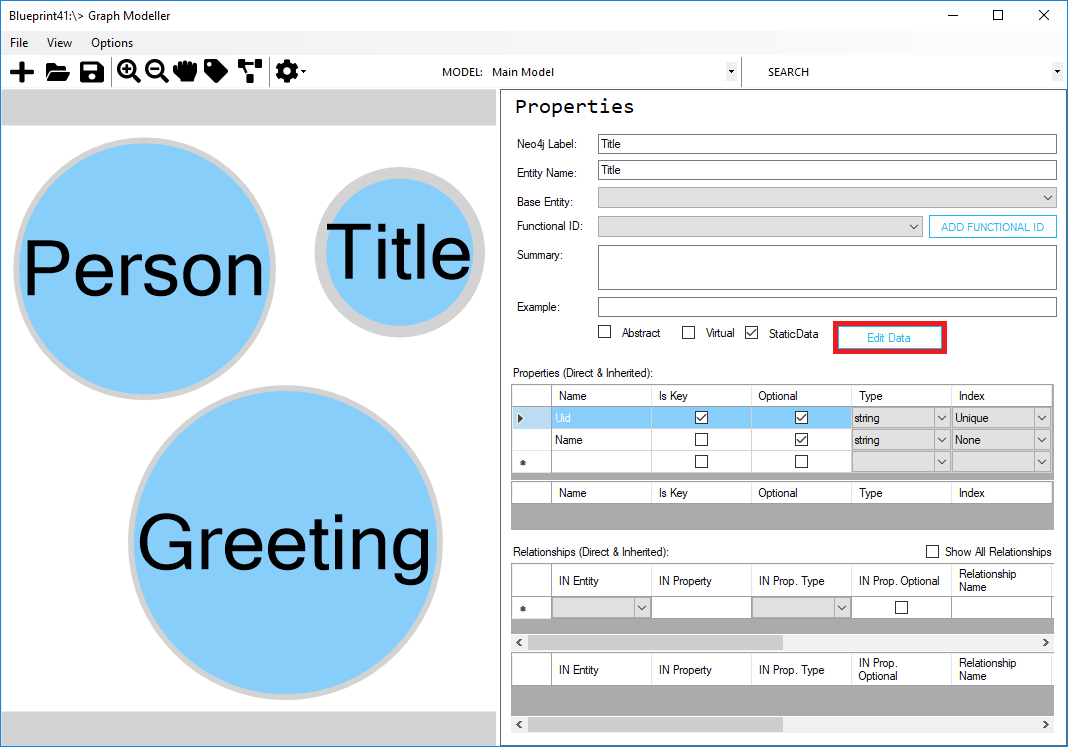 Blueprint41:\> Graph Modeller
File View Options
MODEL: Main Model SEARCH
Person
Title
Greeting
Properties
Neo4j Label: Title
Entity Name: Title
Base Entity:
Functional ID: ADD FUNCTIONAL ID
Summary:
Example:
Abstract Virtual StaticData Edit Data
Properties (Direct & Inherited):
Name Is Key Optional Type Index
Uid string Unique
Name string None
Name Is Key Optional Type Index
Relationships (Direct & Inherited): Show All Relationships
IN Entity IN Property IN Prop. Type IN Prop. Optional Relationship
Name
IN Entity IN Property IN Prop. Type IN Prop. Relationship
Optional Name